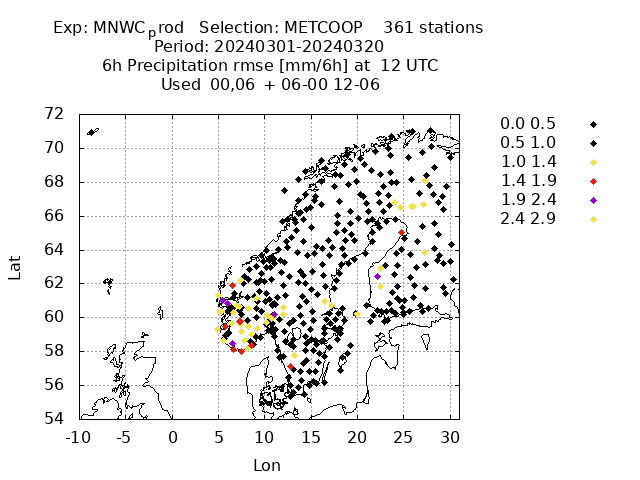 Exp: MNWCprod   Selection: METCOOP    361 stations
Period: 20240301-20240320
6h Precipitation rmse [mm/6h] at  12 UTC
Used  00,06  + 06-00 12-06
0.0 0.5
0.5 1.0
1.0 1.4
1.4 1.9
1.9 2.4
2.4 2.9
72
70
68
66
64
62
60
58
56
54
Lat
-10 -5 0 5 10 15 20 25 30
Lon